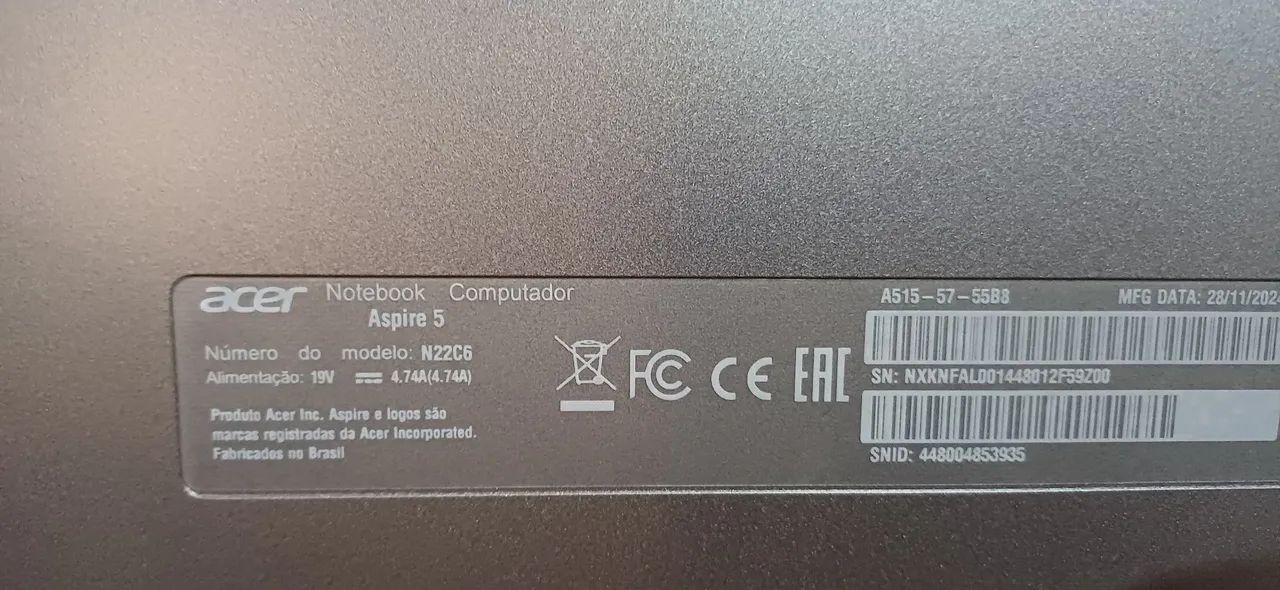 acer Notebook Computador
Aspire 5
Número do modelo: N22C6
Alimentação: 19V 4.74A(4.74A)
Produto Acer Inc. Aspire e logos são
marcas registradas da Acer Incorporated.
Fabricados no Brasil
FC CE EAC
A515-57-55B8 MFG DATA: 28/11/202
SN: NXKNFAL001448012F59Z00
SNID: 448004853935